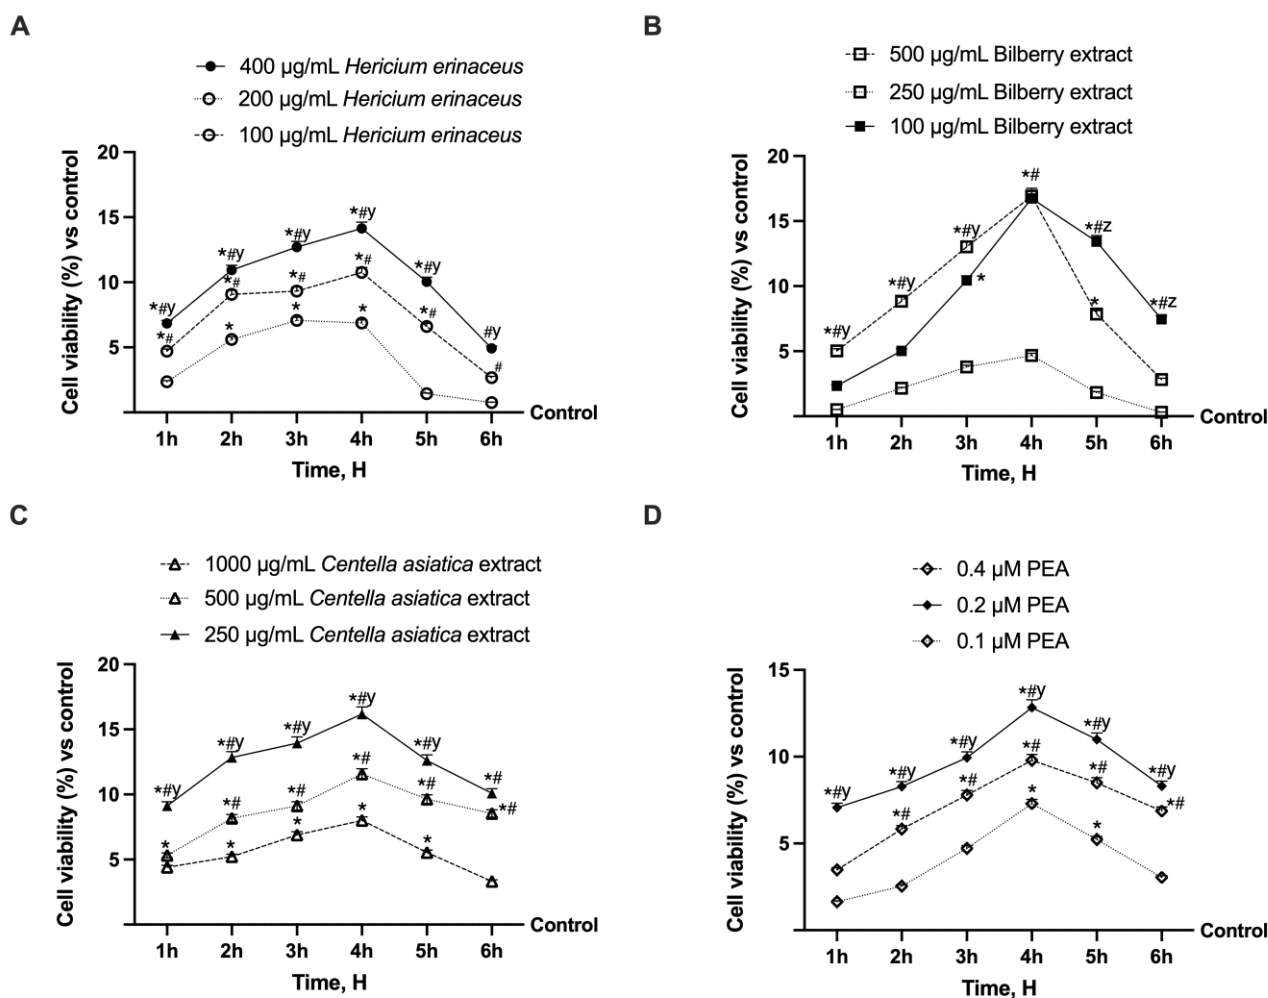 A
400 µg/mL Hericium erinaceus
200 µg/mL Hericium erinaceus
100 µg/mL Hericium erinaceus
Cell viability (%) vs control
20
15
10
5
*#y
*#y
*#y
*#y
*#y
#y
*#
*#
*#
*#
*#
#
*
*
*
Control
1h 2h 3h 4h 5h 6h
Time, H
B
500 µg/mL Bilberry extract
250 µg/mL Bilberry extract
100 µg/mL Bilberry extract
Cell viability (%) vs control
20
15
10
5
*#y
*#y
*#y
*#
*#z
*#z
*
*
Control
1h 2h 3h 4h 5h 6h
Time, H
C
1000 µg/mL Centella asiatica extract
500 µg/mL Centella asiatica extract
250 µg/mL Centella asiatica extract
Cell viability (%) vs control
20
15
10
5
*#y
*#y
*#y
*#y
*#y
*#
*
*#
*#
*#
*#
*#
*
*
*
*
Control
1h 2h 3h 4h 5h 6h
Time, H
D
0.4 µM PEA
0.2 µM PEA
0.1 µM PEA
Cell viability (%) vs control
15
10
5
*#y
*#y
*#y
*#y
*#y
*#y
*#
*#
*#
*#
*#
*
*
Control
1h 2h 3h 4h 5h 6h
Time, H